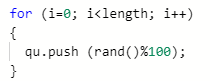 for (i=0; i<length; i++)
{
qu.push (rand()%100);
}